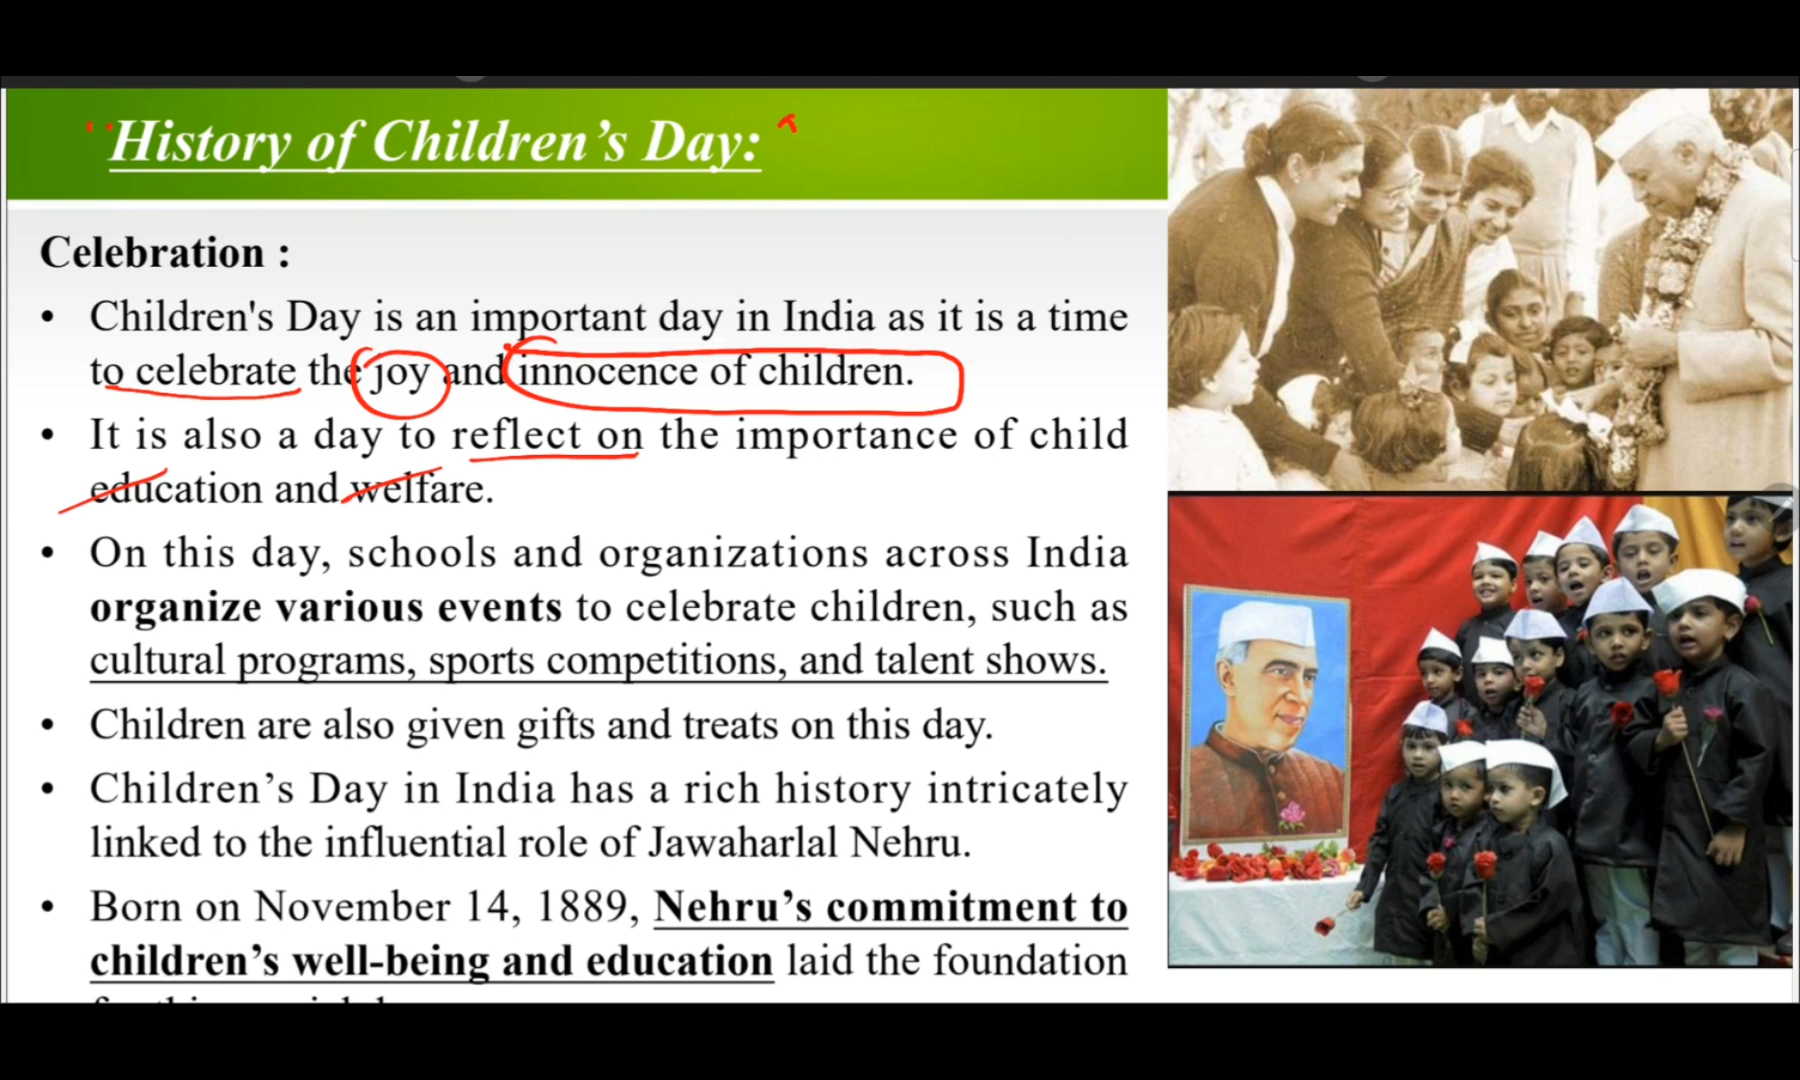 History of Children’s Day:
Celebration :
• Children's Day is an important day in India as it is a time
to celebrate the joy and innocence of children.
• It is also a day to reflect on the importance of child
education and welfare.
• On this day, schools and organizations across India
organize various events to celebrate children, such as
cultural programs, sports competitions, and talent shows.
• Children are also given gifts and treats on this day.
• Children’s Day in India has a rich history intricately
linked to the influential role of Jawaharlal Nehru.
• Born on November 14, 1889, Nehru’s commitment to
children’s well-being and education laid the foundation